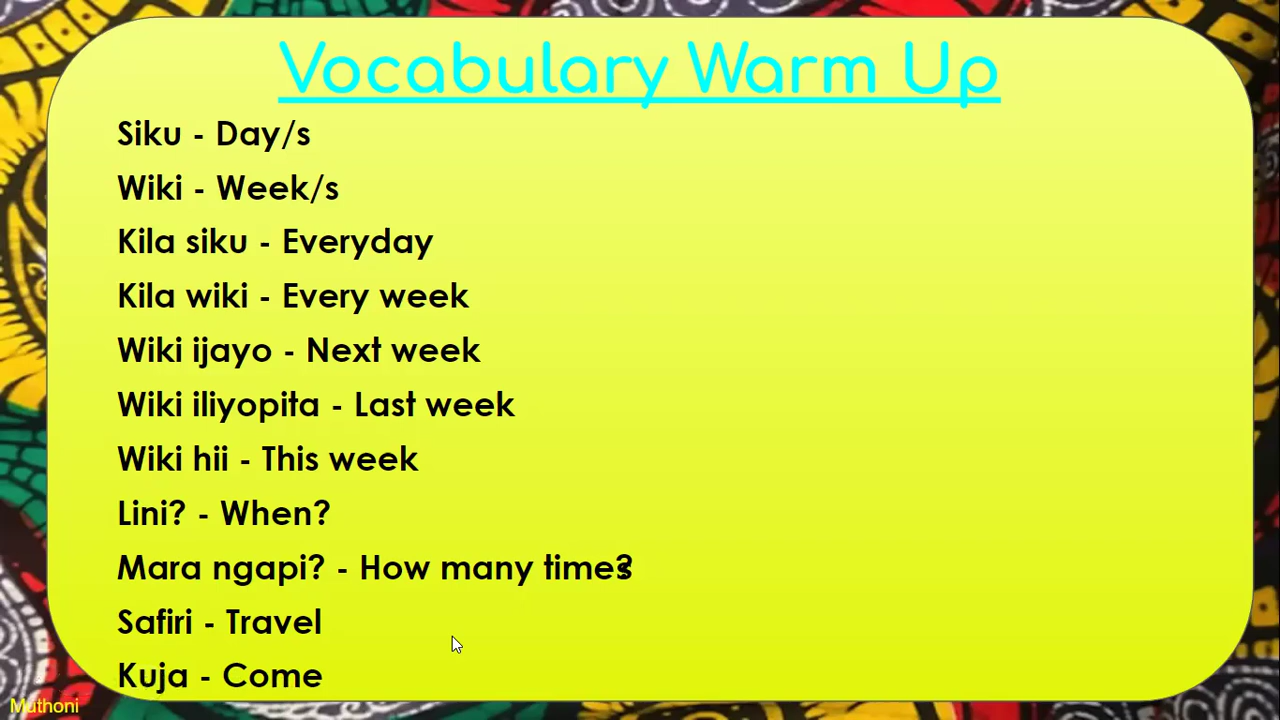 Vocabulary Warm Up
Siku - Day/s
Wiki - Week/s
Kila siku - Everyday
Kila wiki - Every week
Wiki ijayo - Next week
Wiki iliyopita - Last week
Wiki hii - This week
Lini? - When?
Mara ngapi? - How many times?
Safiri - Travel
Kuja - Come
Muthoni